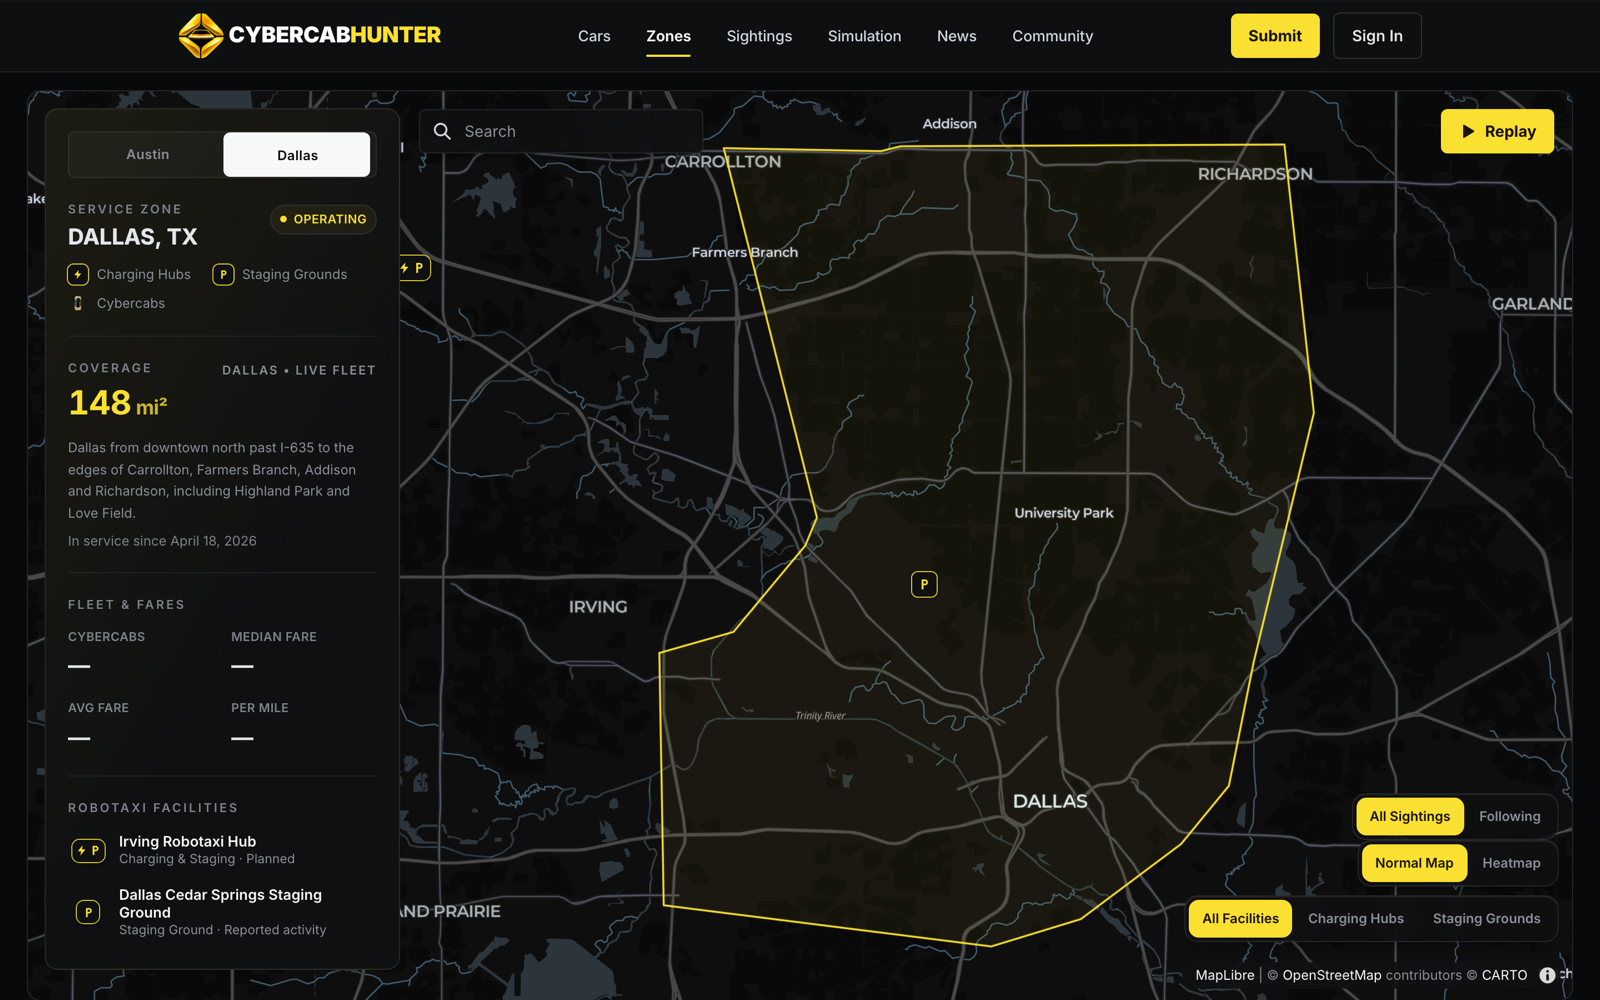 CYBERCABHUNTER
Cars
Zones
Sightings
Simulation
News
Community
Submit
Sign In
Austin
Dallas
SERVICE ZONE
DALLAS, TX
OPERATING
Charging Hubs
P
Staging Grounds
Cybercabs
COVERAGE
DALLAS • LIVE FLEET
148 mi²
Dallas from downtown north past I-635 to the
edges of Carrollton, Farmers Branch, Addison
and Richardson, including Highland Park and
Love Field.
In service since April 18, 2026
FLEET & FARES
CYBERCABS
MEDIAN FARE
—
—
AVG FARE
PER MILE
—
—
ROBOTAXI FACILITIES
P
Irving Robotaxi Hub
Charging & Staging · Planned
P
Dallas Cedar Springs Staging
Ground
Staging Ground · Reported activity
Search
Replay
Addison
CARROLLTON
RICHARDSON
Farmers Branch
P
GARLAND
University Park
P
IRVING
Trinity River
DALLAS
AND PRAIRIE
All Sightings
Following
Normal Map
Heatmap
All Facilities
Charging Hubs
Staging Grounds
MapLibre | © OpenStreetMap contributors © CARTO